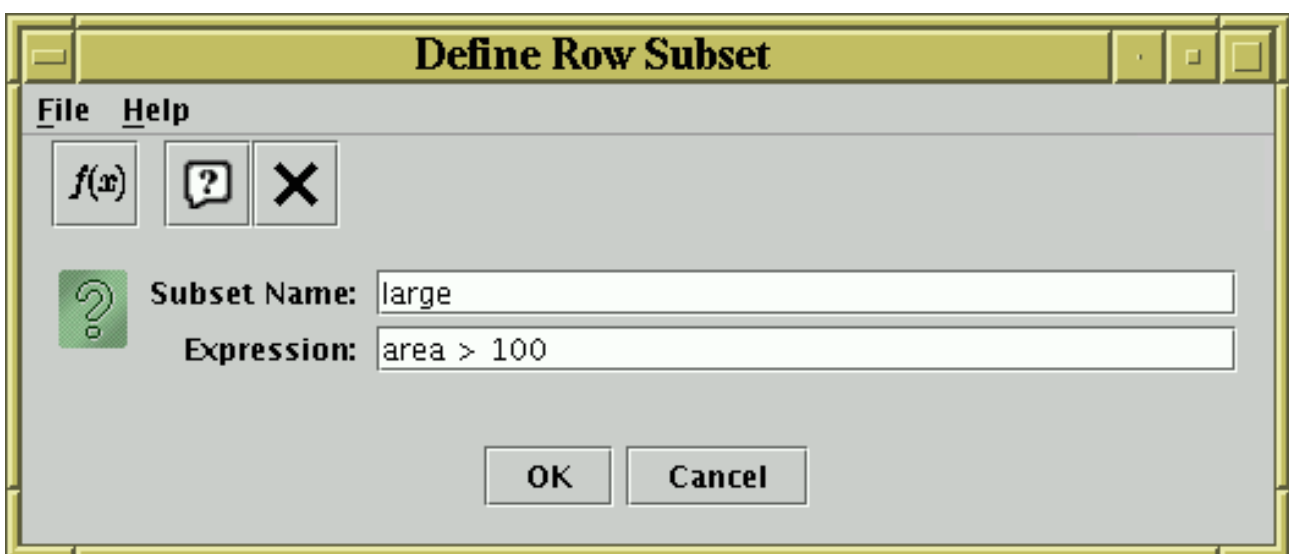 Define Row Subset
File Help
f(x) ?
Subset Name: large
Expression: area > 100
OK Cancel